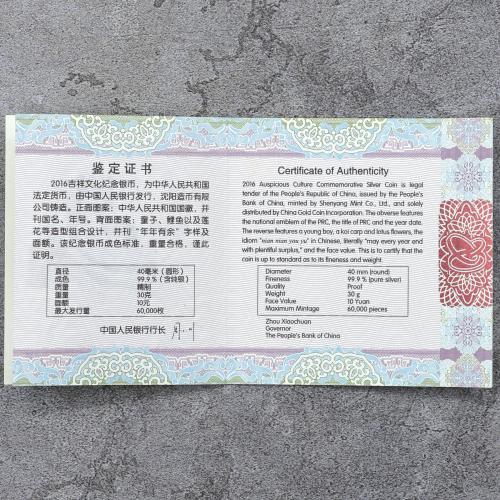 鉴定证书
2016吉祥文化纪念银币，为中华人民共和国
法定货币，由中国人民银行发行，沈阳造币有限
公司铸造。正面图案：中华人民共和国国徽，并
刊国名、年号。背面图案：童子、鲤鱼以及莲
花等造型组合设计，并刊“年年有余”字样及
面额。该纪念银币成色标准，重量合格，谨此
证明。
直径 40毫米（圆形）
成色 99.9％（含纯银）
质量 精制
重量 30克
面额 10元
最大发行量 60,000枚
中国人民银行行长
Certificate of Authenticity
2016 Auspicious Culture Commemorative Silver Coin is legal
tender of the People's Republic of China, issued by the People's
Bank of China, minted by Shenyang Mint Co., Ltd., and solely
distributed by China Gold Coin Incorporation. The obverse features
the national emblem of the PRC, the title of PRC and the year date.
The reverse features a young boy, a koi carp and lotus flowers, the
idiom "nian nian you yu" in Chinese, literally "may every year end
with plentiful surplus," and the face value. This is to certify that the
coin is up to standard as to its fineness and weight.
Diameter 40 mm (round)
Fineness 99.9% (pure silver)
Quality Proof
Weight 30 g
Face Value 10 Yuan
Maximum Mintage 60,000 pieces
Zhou Xiaochuan
Governor
The People's Bank of China